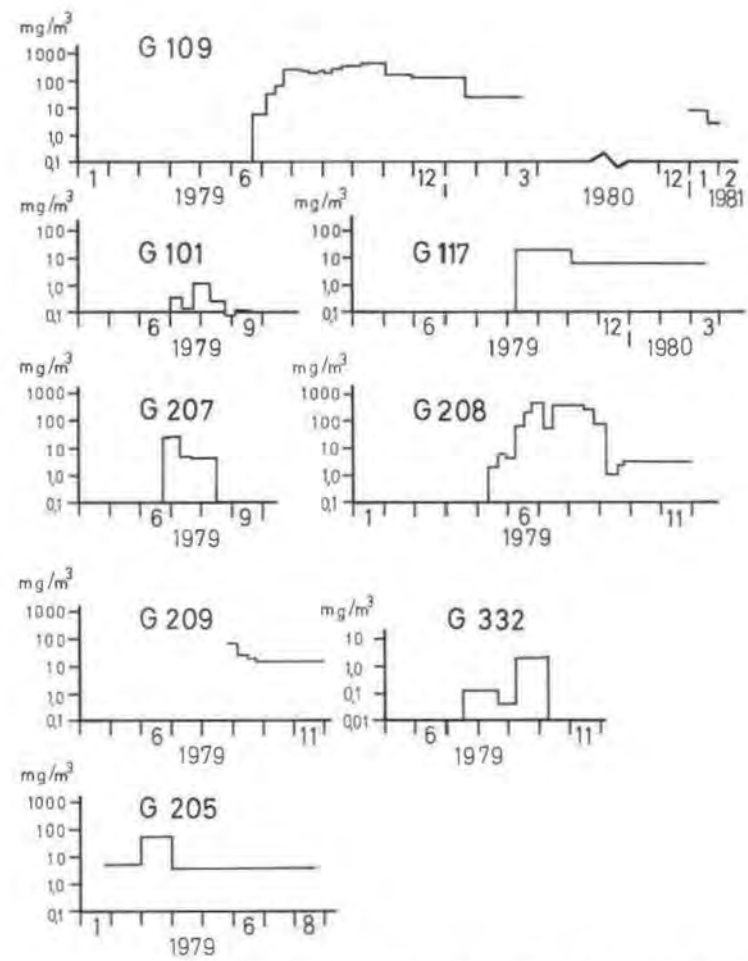 mg/m³
G 109
1000
100
10
1,0
0,1
1 6 12 3 12 1 2
1979 1980 1981
mg/m³ mg/m³
G 101 G 117
100 100
10 10
1,0 1,0
0,1 0,1
6 9 6 12 3
1979 1979 1980
mg/m³ mg/m³
G 207 G 208
1000 1000
100 100
10 10
1,0 1,0
0,1 0,1
6 9 1 6 11
1979 1979
mg/m³ mg/m³
G 209 G 332
1000 10
100 1,0
10 0,1
1,0 0,01
0,1
6 11 6 11
1979 1979
mg/m³
G 205
1000
100
10
1,0
0,1
1 6 8
1979